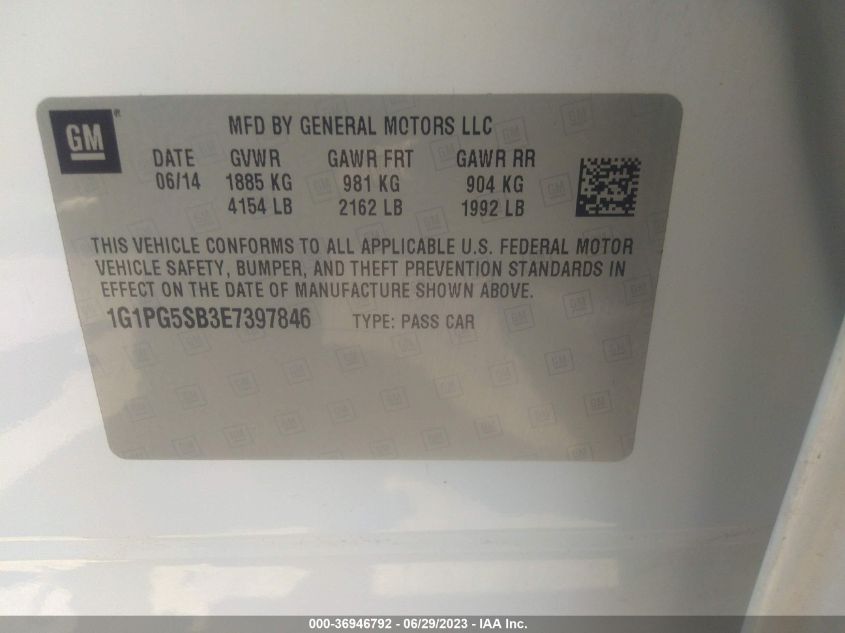 GM®
MFD BY GENERAL MOTORS LLC
DATE GVWR GAWR FRT GAWR RR
06/14 1885 KG 981 KG 904 KG
4154 LB 2162 LB 1992 LB
THIS VEHICLE CONFORMS TO ALL APPLICABLE U.S. FEDERAL MOTOR
VEHICLE SAFETY, BUMPER, AND THEFT PREVENTION STANDARDS IN
EFFECT ON THE DATE OF MANUFACTURE SHOWN ABOVE.
1G1PG5SB3E7397846 TYPE: PASS CAR
000-36946792 - 06/29/2023 - IAA Inc.